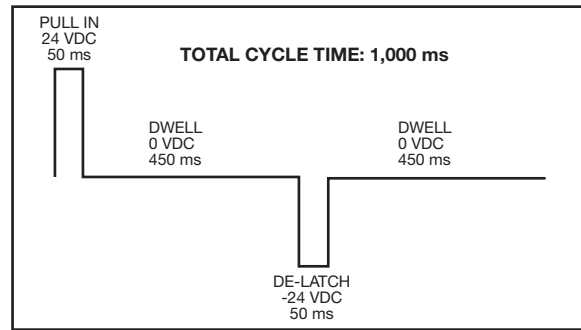 PULL IN
24 VDC
50 ms
TOTAL CYCLE TIME: 1,000 ms
DWELL
0 VDC
450 ms
DWELL
0 VDC
450 ms
DE-LATCH
-24 VDC
50 ms